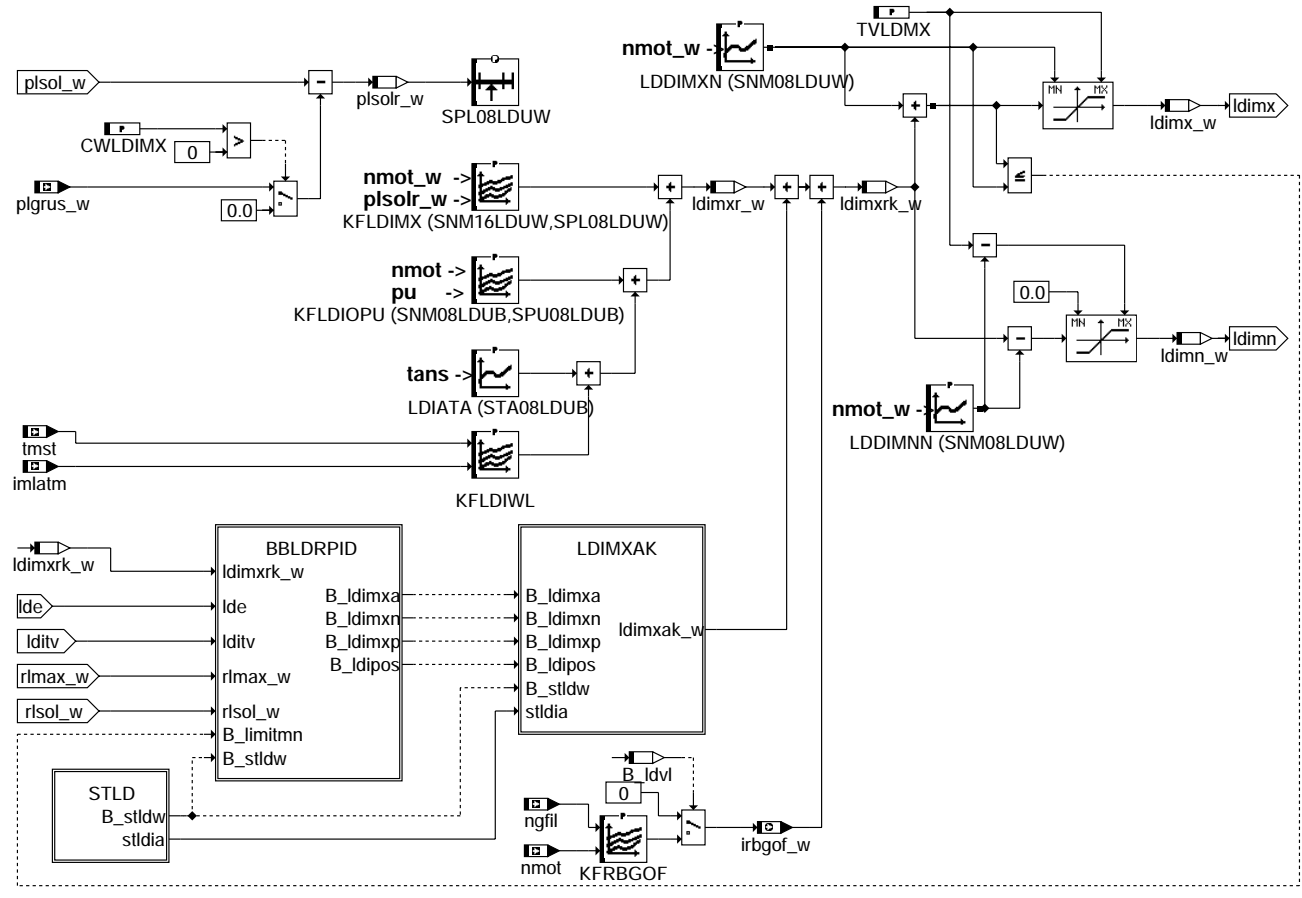 TVLDMX
nmot_w
LDDIMXN (SNM08LDUW)
plsol_w
plsolr_w
SPL08LDUW
MN MX
ldimx_w
ldimx
CWLDIMX
0
>
plgrus_w
0.0
nmot_w ->
plsolr_w ->
KFLDIMX (SNM16LDUW,SPL08LDUW)
ldimxr_w
ldimxrk_w
≤
nmot ->
pu ->
KFLDIOPU (SNM08LDUB,SPU08LDUB)
0.0
MN MX
ldimn_w
ldimn
tans ->
LDIATA (STA08LDUB)
nmot_w
LDDIMNN (SNM08LDUW)
tmst
imlatm
KFLDIWL
ldimxrk_w
lde
lditv
rlmax_w
rlsol_w
BBLDRPID
ldimxrk_w
lde
lditv
rlmax_w
rlsol_w
B_limitmn
B_stldw
B_ldimxa
B_ldimxn
B_ldimxp
B_ldipos
LDIMXAK
B_ldimxa
B_ldimxn
B_ldimxp
B_ldipos
B_stldw
stldia
ldimxak_w
STLD
B_stldw
stldia
B_ldvl
0
ngfil
nmot
KFRBGOF
irbgof_w